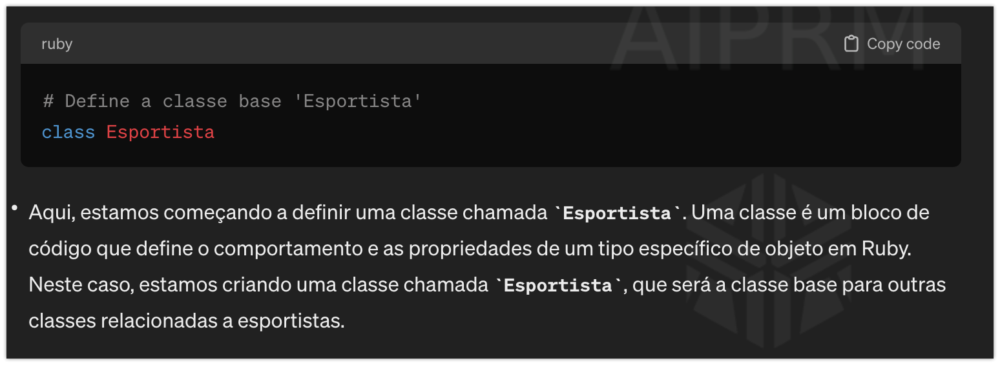 AIPRM
ruby Copy code
# Define a classe base 'Esportista'
class Esportista
• Aqui, estamos começando a definir uma classe chamada `Esportista`. Uma classe é um bloco de
código que define o comportamento e as propriedades de um tipo específico de objeto em Ruby.
Neste caso, estamos criando uma classe chamada `Esportista`, que será a classe base para outras
classes relacionadas a esportistas.